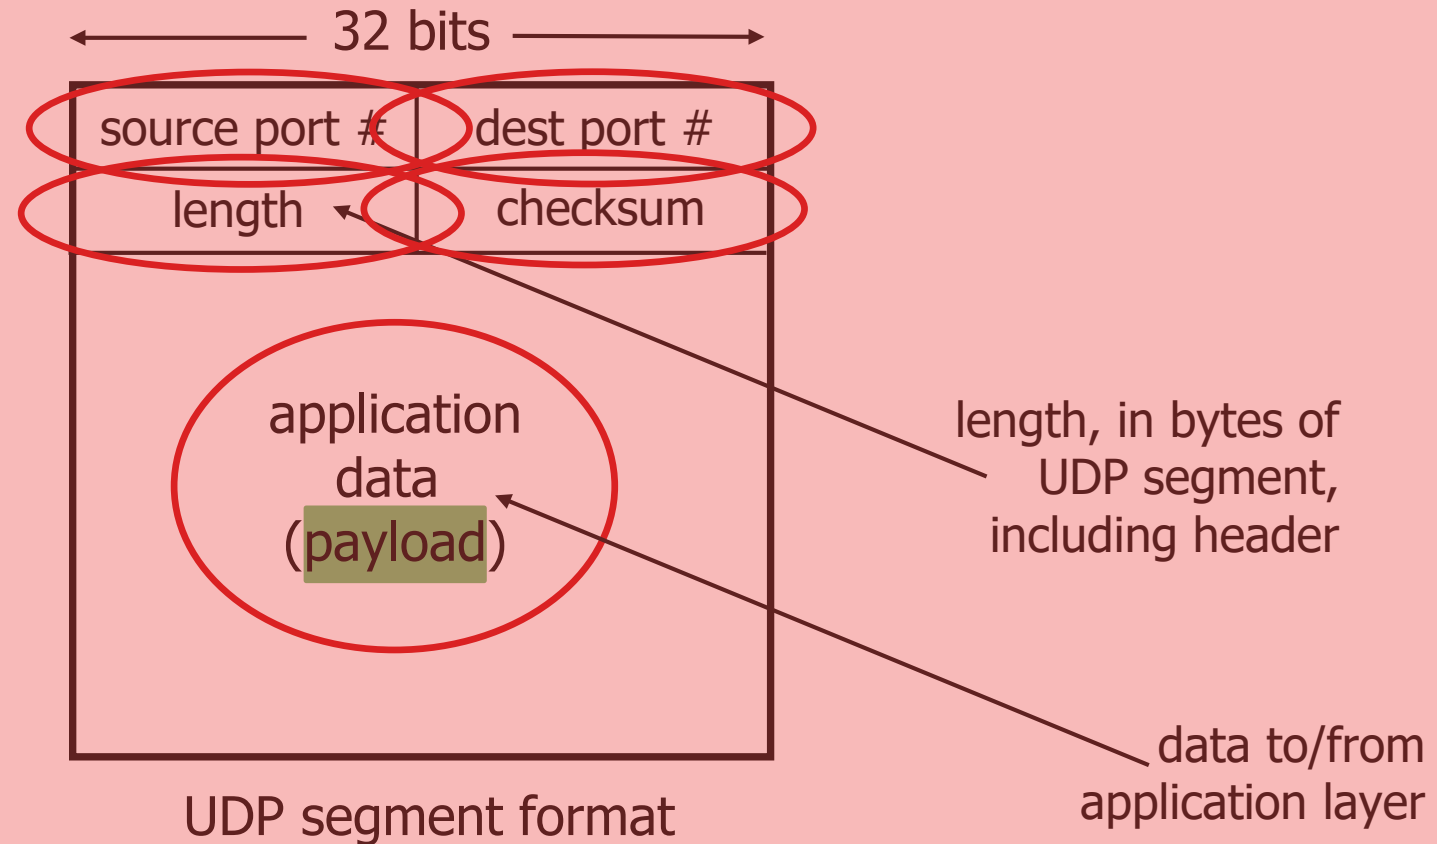 32 bits
source port #
dest port #
length
checksum
application
data
(payload)
length, in bytes of
UDP segment,
including header
data to/from
application layer
UDP segment format